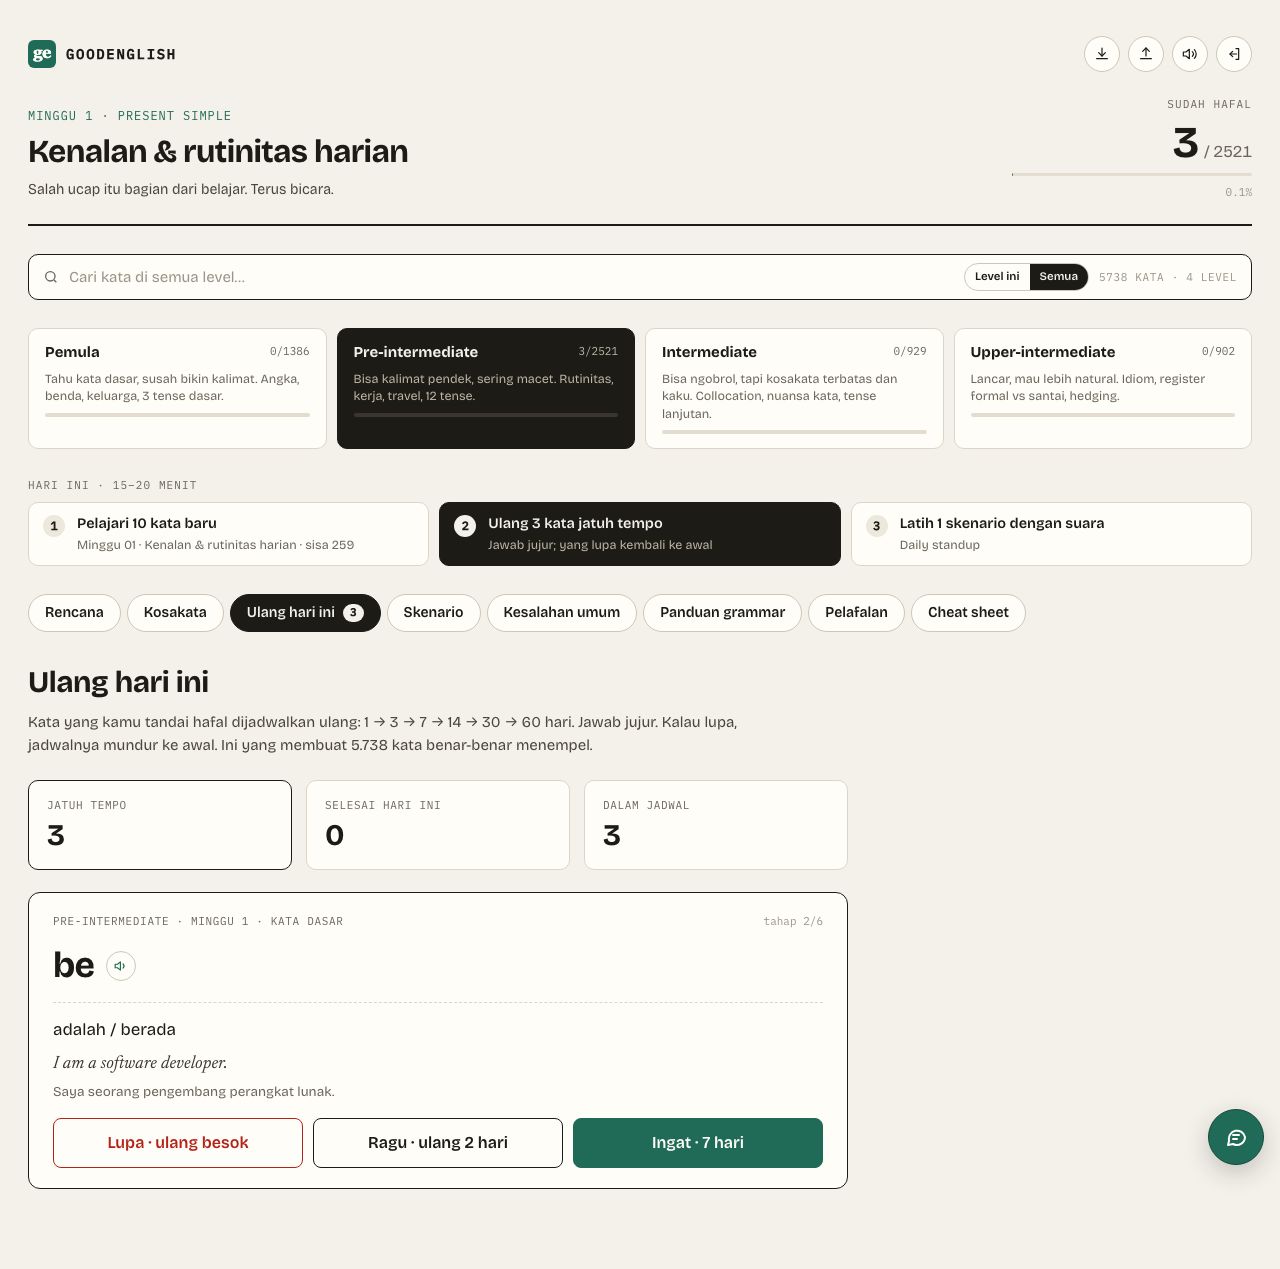 ge GOODENGLISH
MINGGU 1 · PRESENT SIMPLE
Kenalan & rutinitas harian
Salah ucap itu bagian dari belajar. Terus bicara.
SUDAH HAFAL
3 / 2521
0.1%
Cari kata di semua level...
Level ini
Semua
5738 KATA · 4 LEVEL
Pemula
0/1386
Tahu kata dasar, susah bikin kalimat. Angka,
benda, keluarga, 3 tense dasar.
Pre-intermediate
3/2521
Bisa kalimat pendek, sering macet. Rutinitas,
kerja, travel, 12 tense.
Intermediate
0/929
Bisa ngobrol, tapi kosakata terbatas dan
kaku. Collocation, nuansa kata, tense
lanjutan.
Upper-intermediate
0/902
Lancar, mau lebih natural. Idiom, register
formal vs santai, hedging.
HARI INI · 15–20 MENIT
1
Pelajari 10 kata baru
Minggu 01 · Kenalan & rutinitas harian · sisa 259
2
Ulang 3 kata jatuh tempo
Jawab jujur; yang lupa kembali ke awal
3
Latih 1 skenario dengan suara
Daily standup
Rencana
Kosakata
Ulang hari ini 3
Skenario
Kesalahan umum
Panduan grammar
Pelafalan
Cheat sheet
Ulang hari ini
Kata yang kamu tandai hafal dijadwalkan ulang: 1 → 3 → 7 → 14 → 30 → 60 hari. Jawab jujur. Kalau lupa,
jadwalnya mundur ke awal. Ini yang membuat 5.738 kata benar-benar menempel.
JATUH TEMPO
3
SELESAI HARI INI
0
DALAM JADWAL
3
PRE-INTERMEDIATE · MINGGU 1 · KATA DASAR
tahap 2/6
be
adalah / berada
I am a software developer.
Saya seorang pengembang perangkat lunak.
Lupa · ulang besok
Ragu · ulang 2 hari
Ingat · 7 hari